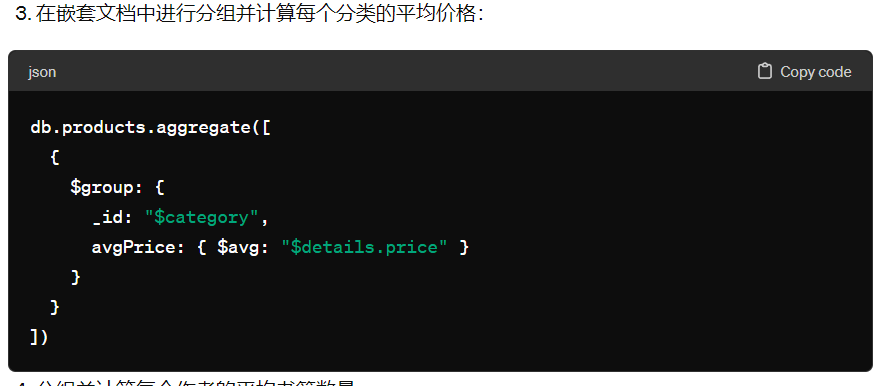 3. 在嵌套文档中进行分组并计算每个分类的平均价格：
json
Copy code
db.products.aggregate([
  {
    $group: {
      _id: "$category",
      avgPrice: { $avg: "$details.price" }
    }
  }
])